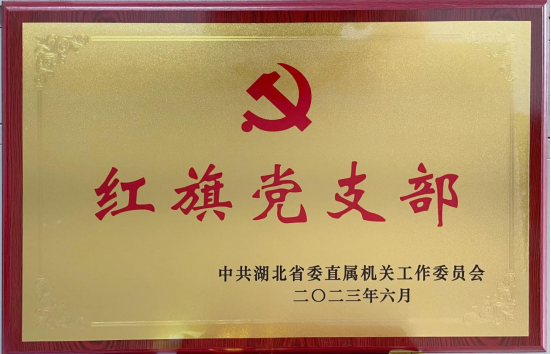 红旗党支部
中共湖北省委直属机关工作委员会
二〇二三年六月